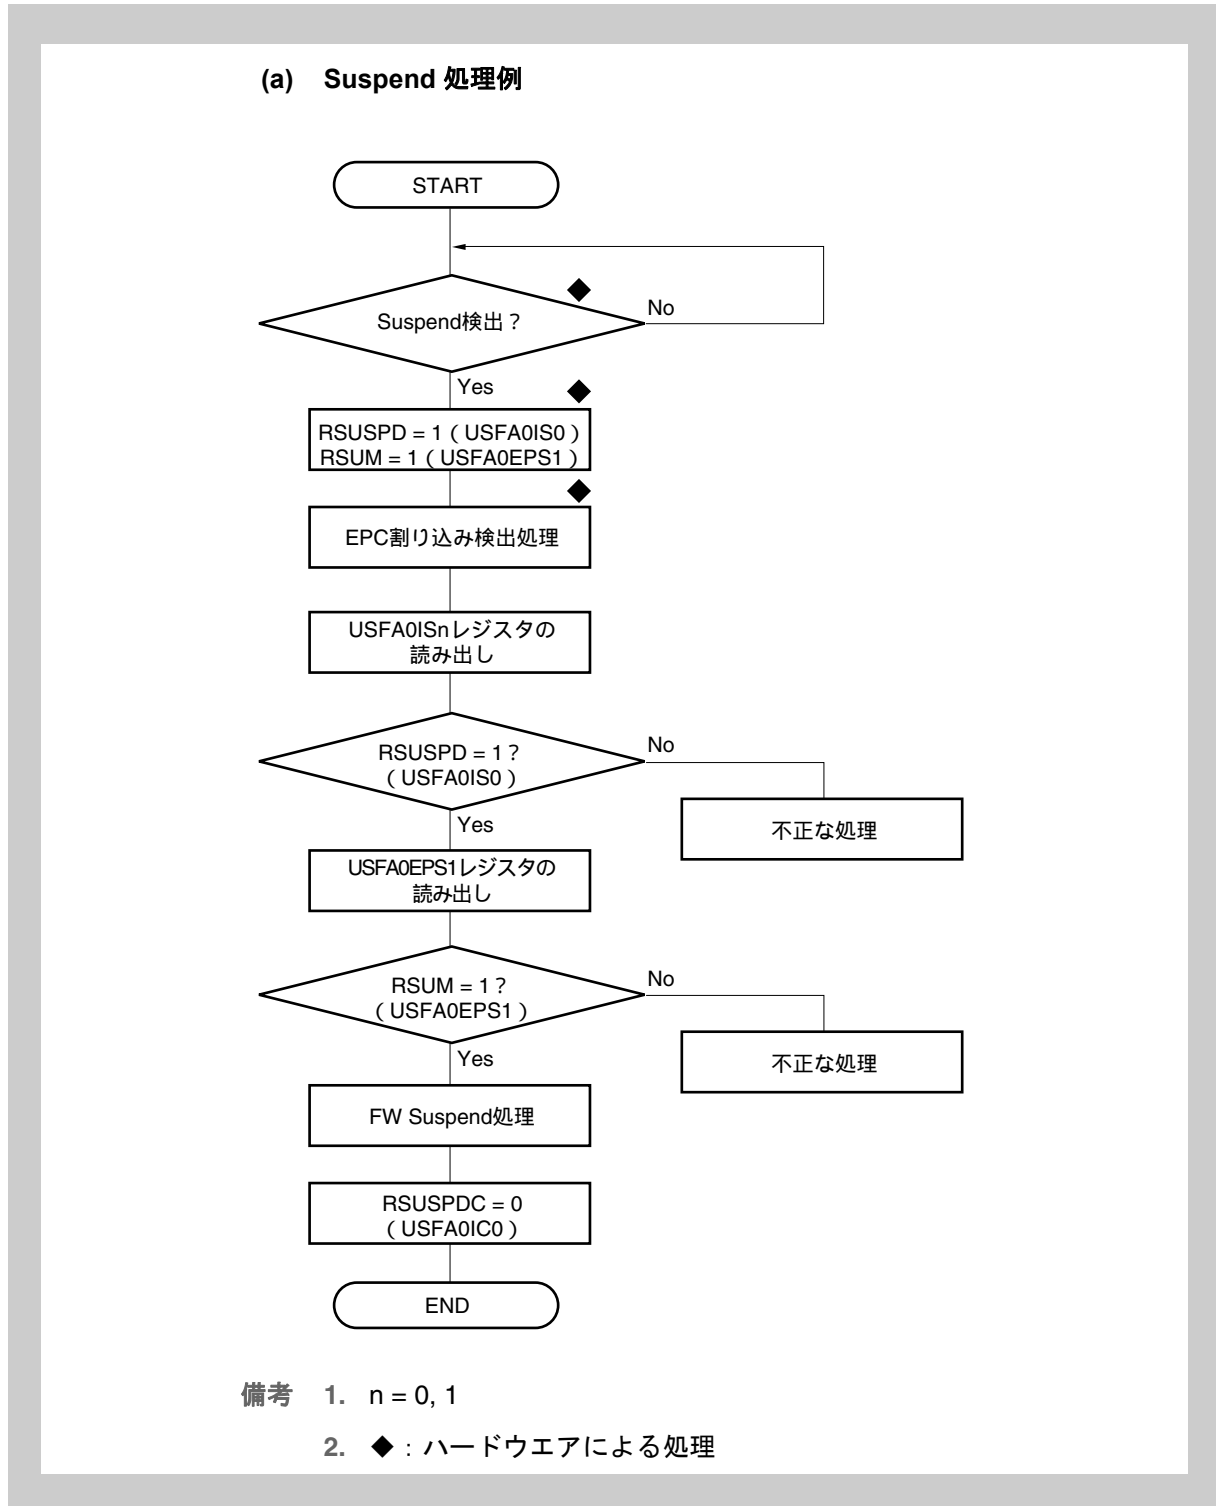 (a) Suspend 処理例
START
Suspend検出？
No
Yes
◆
◆
RSUSPD = 1（USFA0IS0）
RSUM = 1（USFA0EPS1）
◆
EPC割り込み検出処理
USFA0ISnレジスタの
読み出し
RSUSPD = 1？
（USFA0IS0）
No
不正な処理
Yes
USFA0EPS1レジスタの
読み出し
RSUM = 1？
（USFA0EPS1）
No
不正な処理
Yes
FW Suspend処理
RSUSPDC = 0
（USFA0IC0）
END
備考 1. n = 0, 1
2. ◆：ハードウエアによる処理